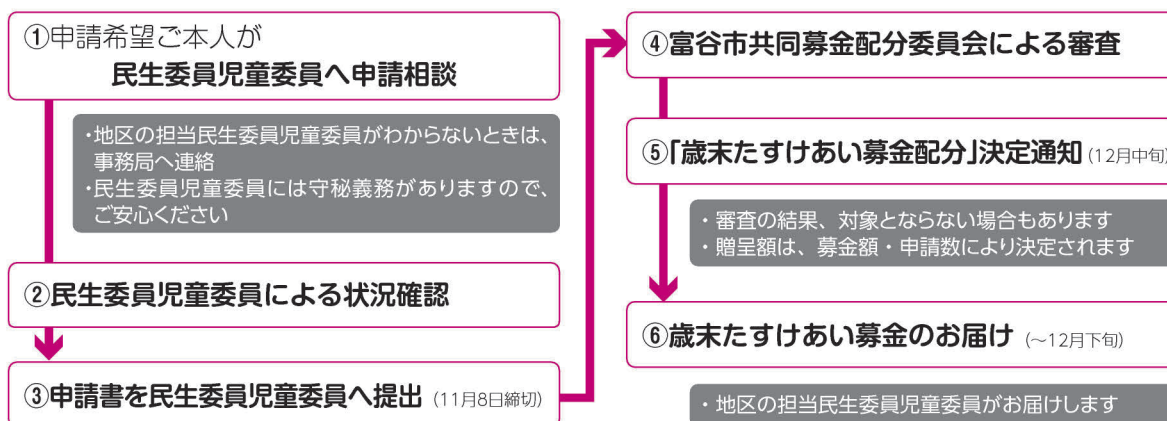 ①申請希望ご本人が
民生委員児童委員へ申請相談
・地区の担当民生委員児童委員がわからないときは、
事務局へ連絡
・民生委員児童委員には守秘義務がありますので、
ご安心ください
②民生委員児童委員による状況確認
③申請書を民生委員児童委員へ提出 (11月8日締切)
④富谷市共同募金配分委員会による審査
⑤「歳末たすけあい募金配分」決定通知 (12月中旬)
・審査の結果、対象とならない場合もあります
・贈呈額は、募金額・申請数により決定されます
⑥歳末たすけあい募金のお届け (～12月下旬)
・地区の担当民生委員児童委員がお届けします